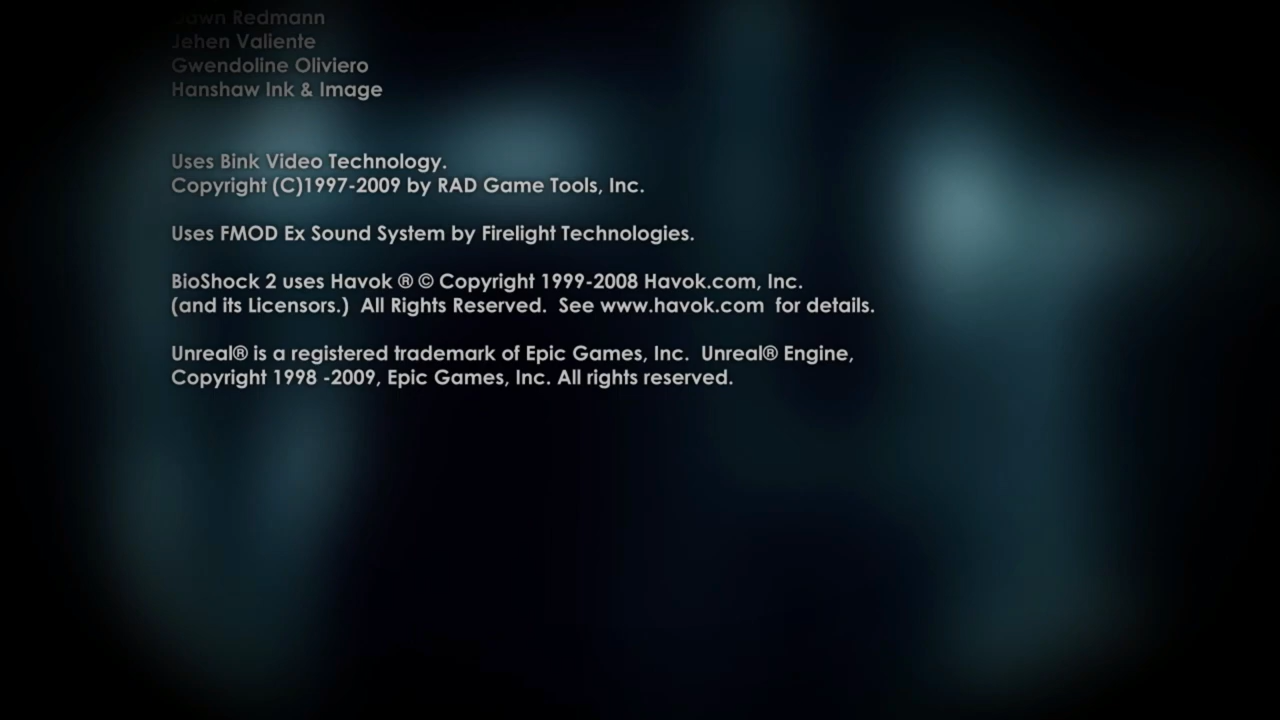 Dawn Redmann
Jehen Valiente
Gwendoline Oliviero
Hanshaw Ink & Image
Uses Bink Video Technology.
Copyright (C)1997-2009 by RAD Game Tools, Inc.
Uses FMOD Ex Sound System by Firelight Technologies.
BioShock 2 uses Havok ® © Copyright 1999-2008 Havok.com, Inc.
(and its Licensors.)  All Rights Reserved.  See www.havok.com  for details.
Unreal® is a registered trademark of Epic Games, Inc.  Unreal® Engine,
Copyright 1998 -2009, Epic Games, Inc. All rights reserved.